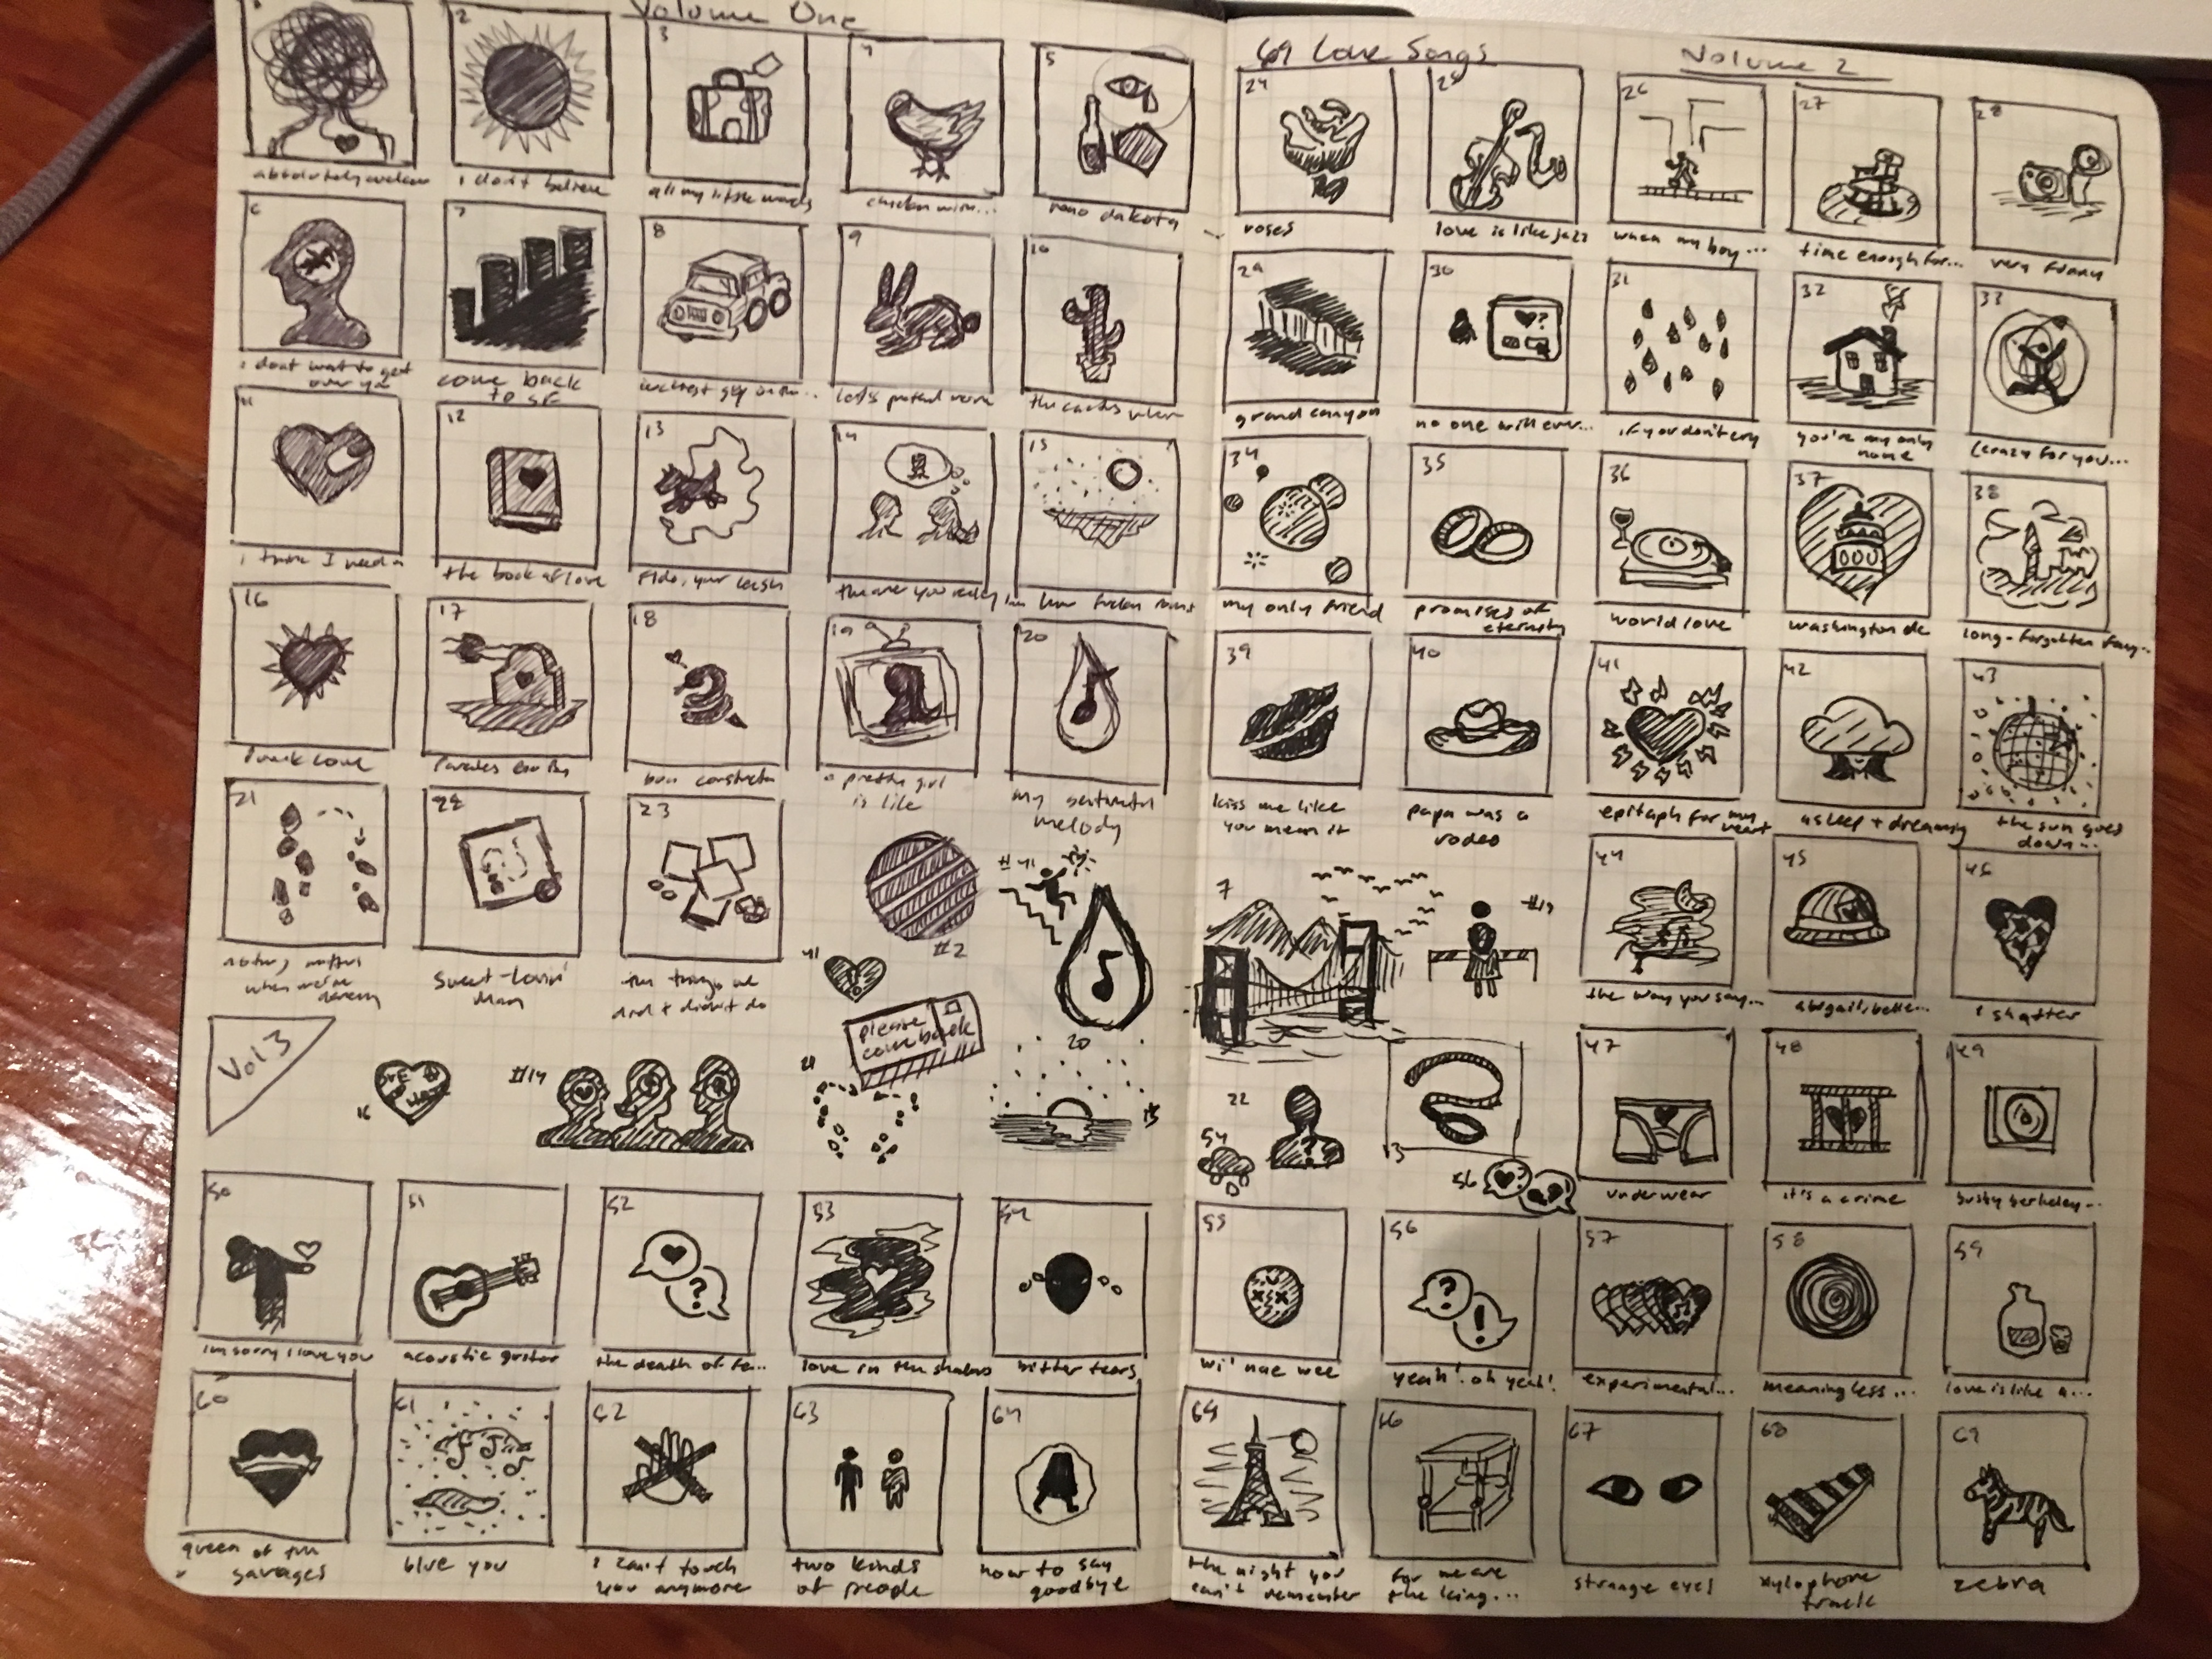 Volume One
1 2 3 4 5
absolutely cuckoo
i don't believe
all my little words
chicken with...
reno dakota
6 7 8 9 10
i dont want to get
over you
come back
to SF
luckiest guy on the...
let's pretend we're
the cactus where
11 12 13 14 15
i think I need a
the book of love
Fido, your leash
16 17 18 19 20
punk love
Parades Go By
boa constrictor
a pretty girl
is like
my sentimental
melody
21 22 23
nothing matters
when we're
dancing
Sweet-Lovin'
Man
the things we
did + didn't do
#2
#41
41
please
come back
21
20
15
Vol 3
16
#14
50 51 52 53 54
im sorry I love you
acoustic guitar
the death of fe...
love in the shadows
bitter tears
60 61 62 63 64
queen of the
savages
blue you
i can't touch
you anymore
two kinds
of people
how to say
goodbye
69 Love Songs
Volume 2
24 25 26 27 28
roses
love is like jazz
when my boy...
time enough for...
very funny
29 30 31 32 33
♥?
grand canyon
no one will ever...
if you don't cry
you're my only
home
(crazy for you...
34 35 36 37 38
my only friend
promises of
eternity
world love
washington dc
long-forgotten fairy..
39 40 41 42 43
kiss me like
you mean it
papa was a
rodeo
epitaph for my
heart
asleep + dreaming
the sun goes
down...
7
#19
44 45 46
the way you say...
abigail, belle...
i shatter
22
54
?
13
56
47 48 49
underwear
it's a crime
busby berkeley...
55 56 57 58 59
? !
wi' nae wee
yeah! oh yeah!
experimental...
meaningless...
love is like a...
65 66 67 68 69
the night you
can't remember
for we are
the king...
strange eyes
xylophone
track
zebra